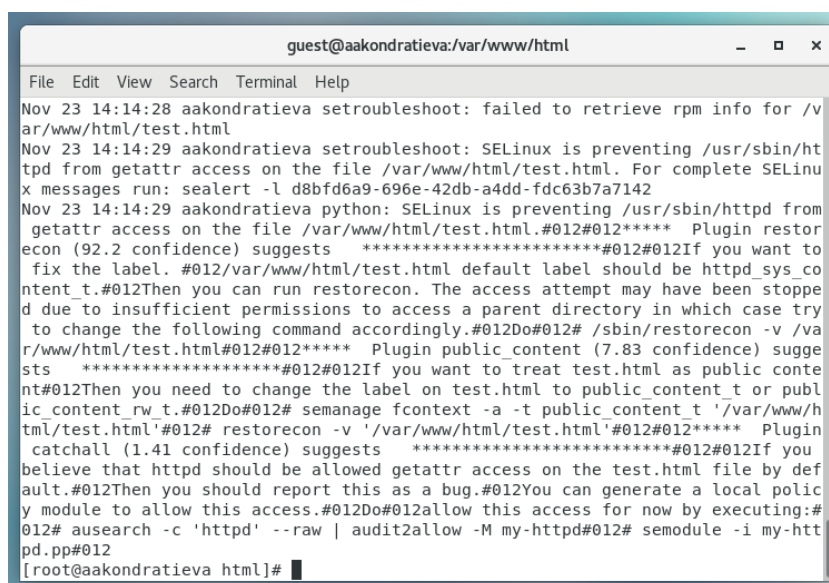 guest@aakondratieva:/var/www/html
File Edit View Search Terminal Help
Nov 23 14:14:28 aakondratieva setroubleshoot: failed to retrieve rpm info for /v
ar/www/html/test.html
Nov 23 14:14:29 aakondratieva setroubleshoot: SELinux is preventing /usr/sbin/ht
tpd from getattr access on the file /var/www/html/test.html. For complete SELinu
x messages run: sealert -l d8bfd6a9-696e-42db-a4dd-fdc63b7a7142
Nov 23 14:14:29 aakondratieva python: SELinux is preventing /usr/sbin/httpd from
 getattr access on the file /var/www/html/test.html.#012#012*****  Plugin restor
econ (92.2 confidence) suggests   ************************#012#012If you want to
 fix the label. #012/var/www/html/test.html default label should be httpd_sys_co
ntent_t.#012Then you can run restorecon. The access attempt may have been stoppe
d due to insufficient permissions to access a parent directory in which case try
 to change the following command accordingly.#012Do#012# /sbin/restorecon -v /va
r/www/html/test.html#012#012*****  Plugin public_content (7.83 confidence) sugge
sts   ********************#012#012If you want to treat test.html as public conte
nt#012Then you need to change the label on test.html to public_content_t or publ
ic_content_rw_t.#012Do#012# semanage fcontext -a -t public_content_t '/var/www/h
tml/test.html'#012# restorecon -v '/var/www/html/test.html'#012#012*****  Plugin
 catchall (1.41 confidence) suggests   **************************#012#012If you 
believe that httpd should be allowed getattr access on the test.html file by def
ault.#012Then you should report this as a bug.#012You can generate a local polic
y module to allow this access.#012Do#012allow this access for now by executing:#
012# ausearch -c 'httpd' --raw | audit2allow -M my-httpd#012# semodule -i my-htt
pd.pp#012
[root@aakondratieva html]#